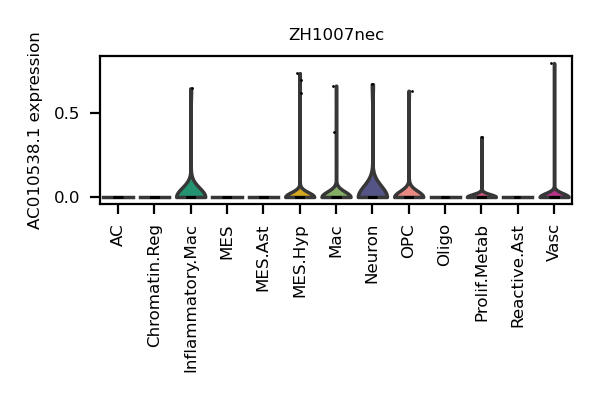 ZH1007nec
AC010538.1 expression
0.5
0.0
AC
Chromatin.Reg
Inflammatory.Mac
MES
MES.Ast
MES.Hyp
Mac
Neuron
OPC
Oligo
Prolif.Metab
Reactive.Ast
Vasc